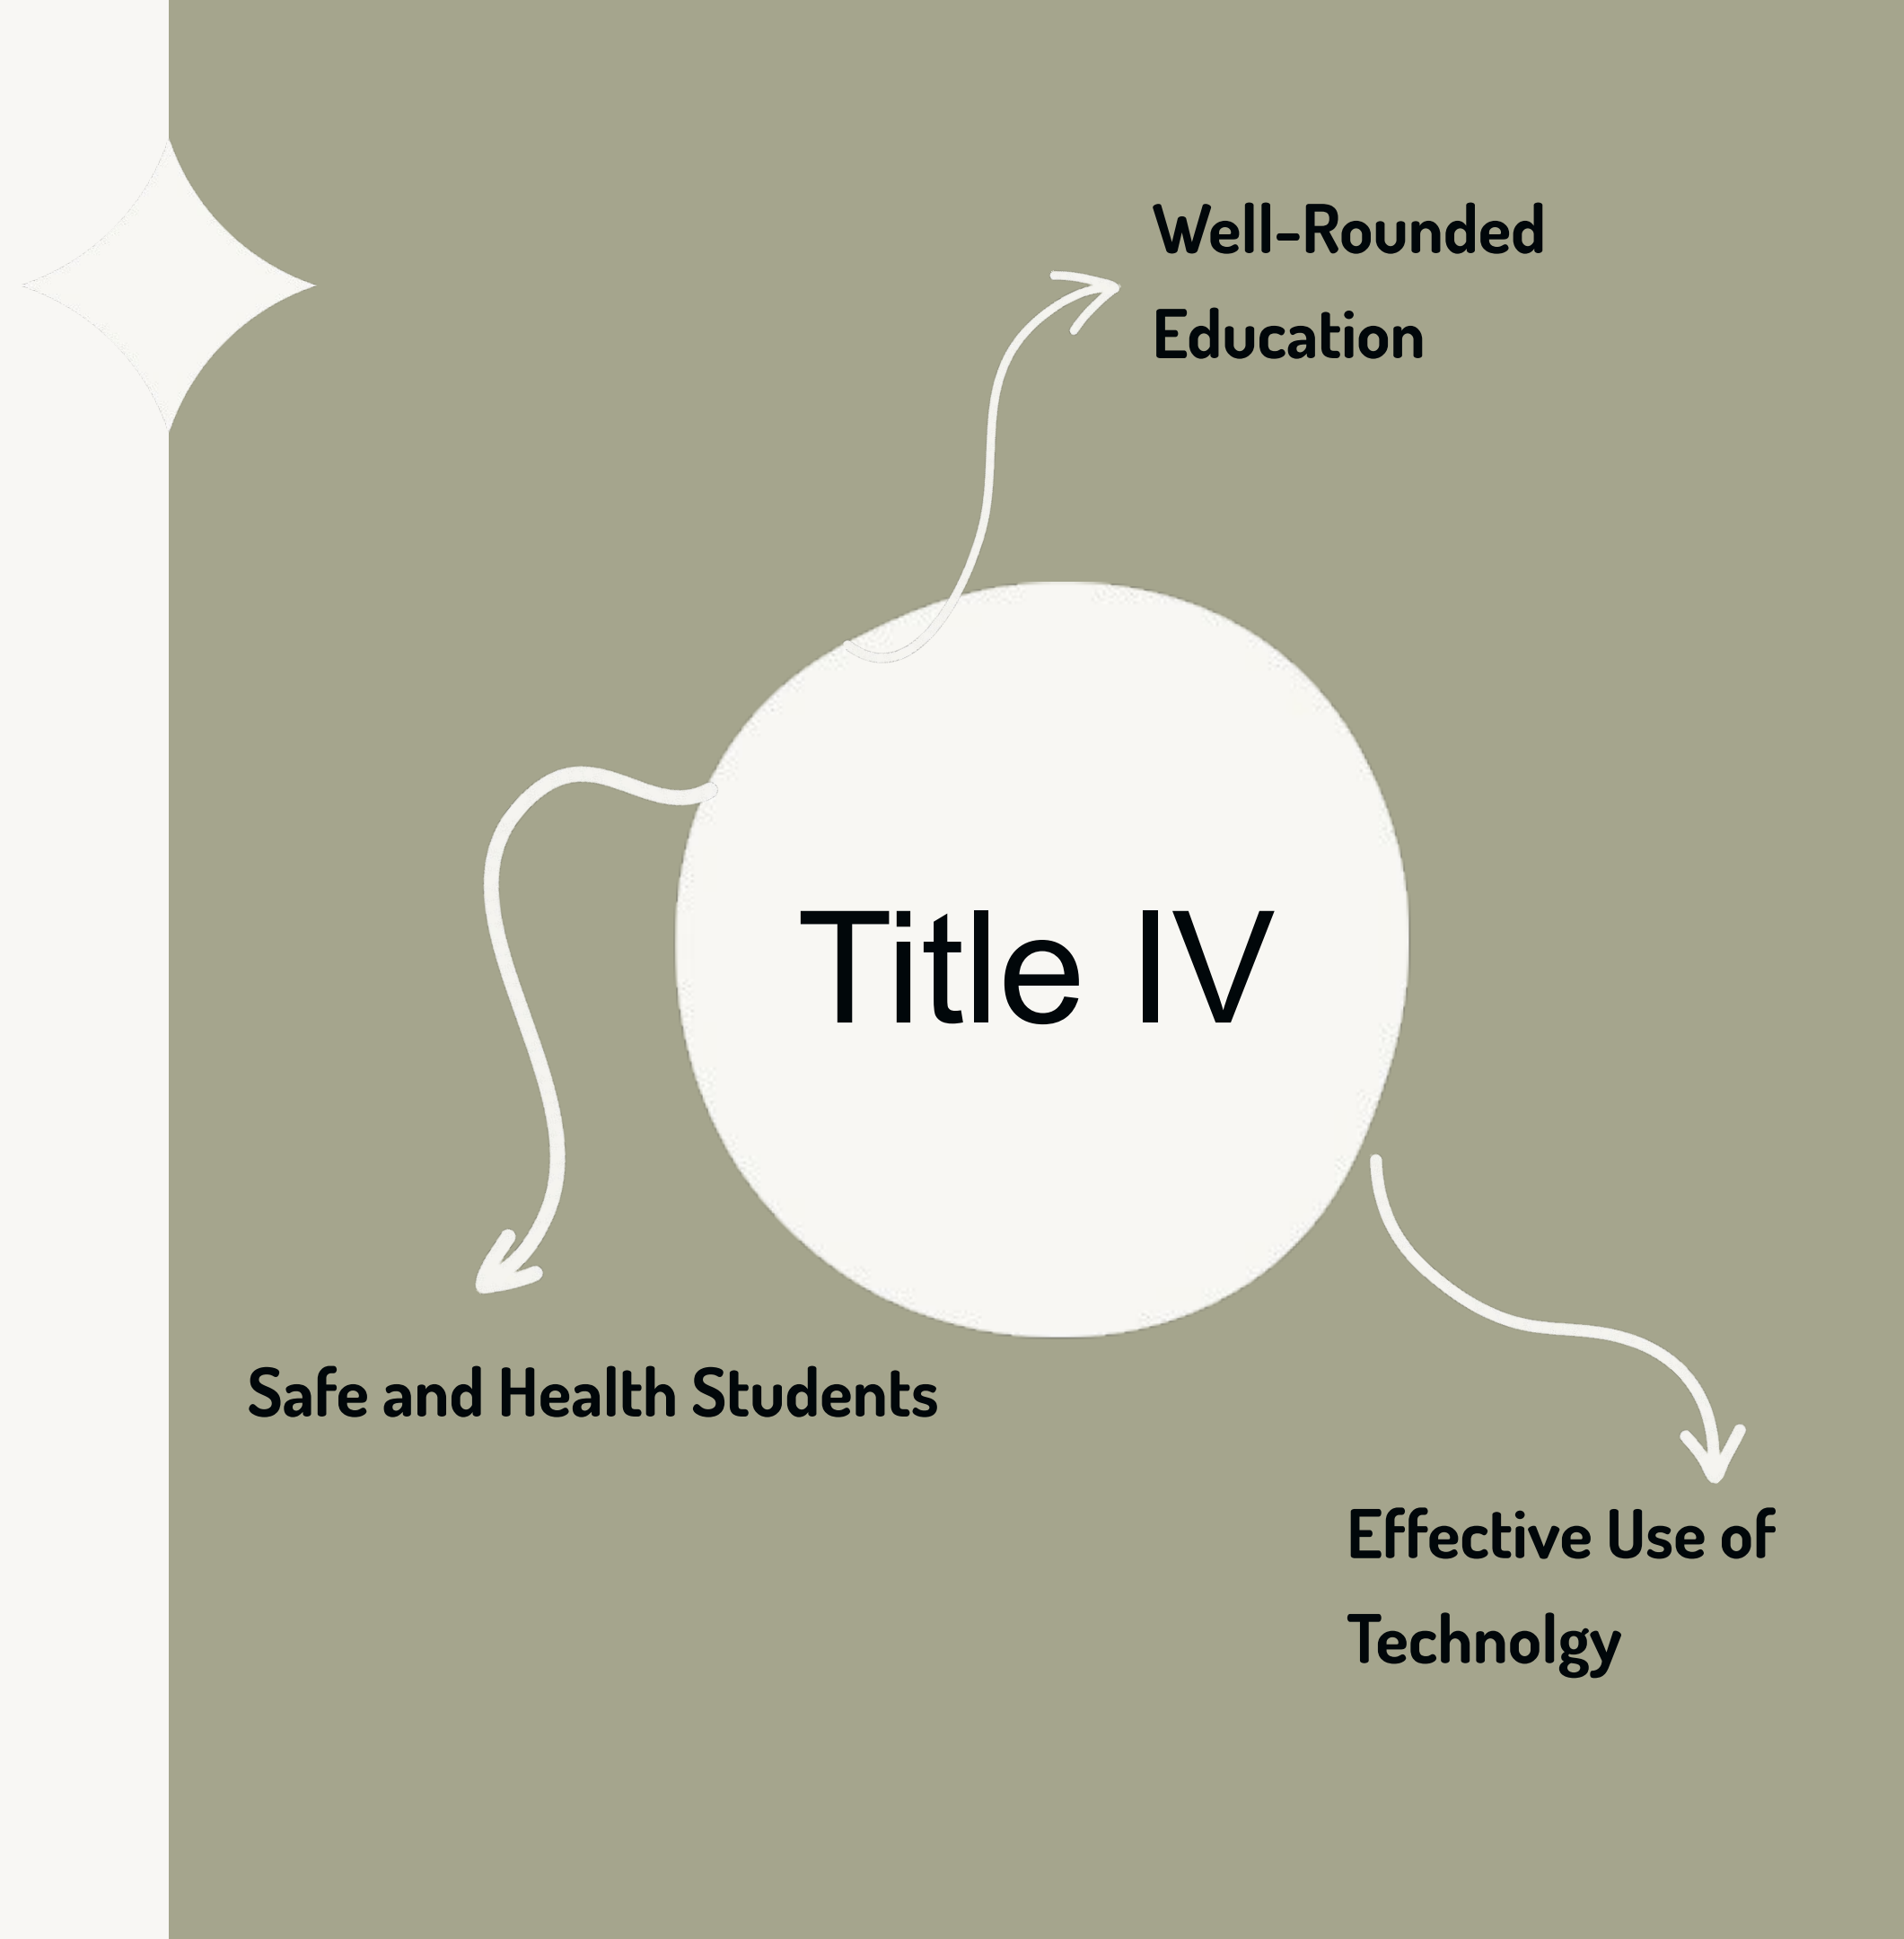 Well-Rounded
Education
Title IV
Safe and Health Students
Effective Use of
Technolgy